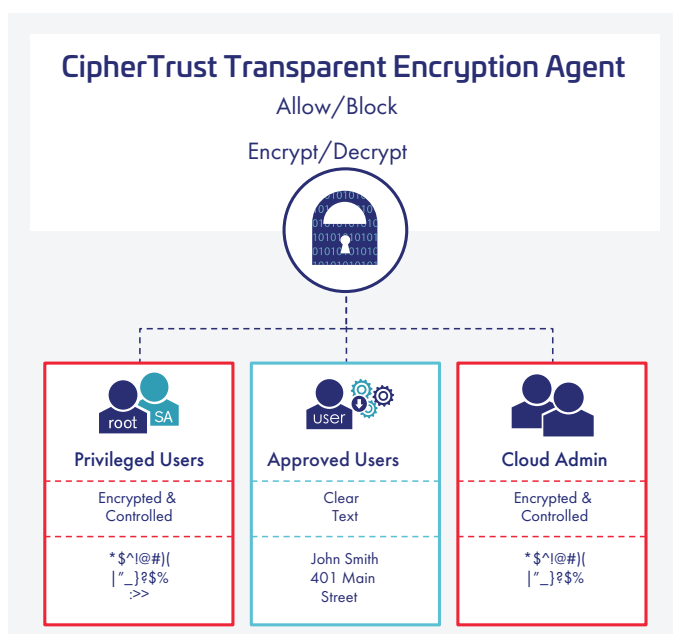 CipherTrust Transparent Encryption Agent
Allow/Block
Encrypt/Decrypt
root SA
Privileged Users
Encrypted &
Controlled
*$^!@#)(
|"_}?$%
:>>
user
Approved Users
Clear
Text
John Smith
401 Main
Street
Cloud Admin
Encrypted &
Controlled
*$^!@#)(
|"_}?$%